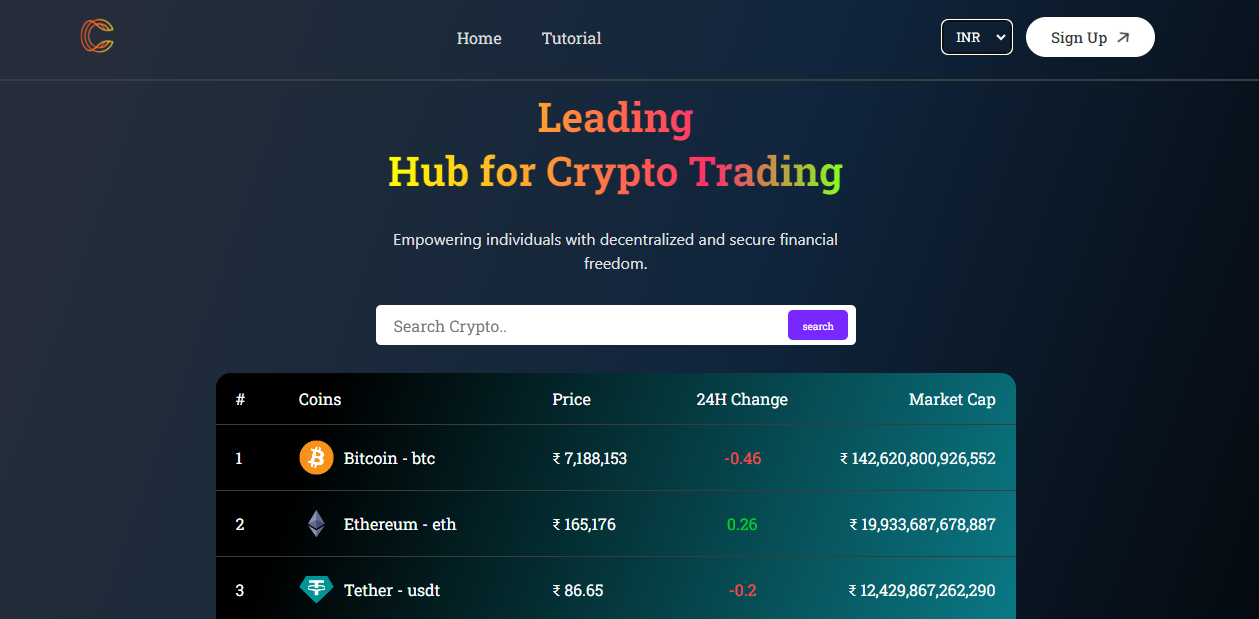 Home Tutorial INR Sign Up
Leading
Hub for Crypto Trading
Empowering individuals with decentralized and secure financial
freedom.
Search Crypto.. search
# Coins Price 24H Change Market Cap
1 Bitcoin - btc ₹ 7,188,153 -0.46 ₹ 142,620,800,926,552
2 Ethereum - eth ₹ 165,176 0.26 ₹ 19,933,687,678,887
3 Tether - usdt ₹ 86.65 -0.2 ₹ 12,429,867,262,290